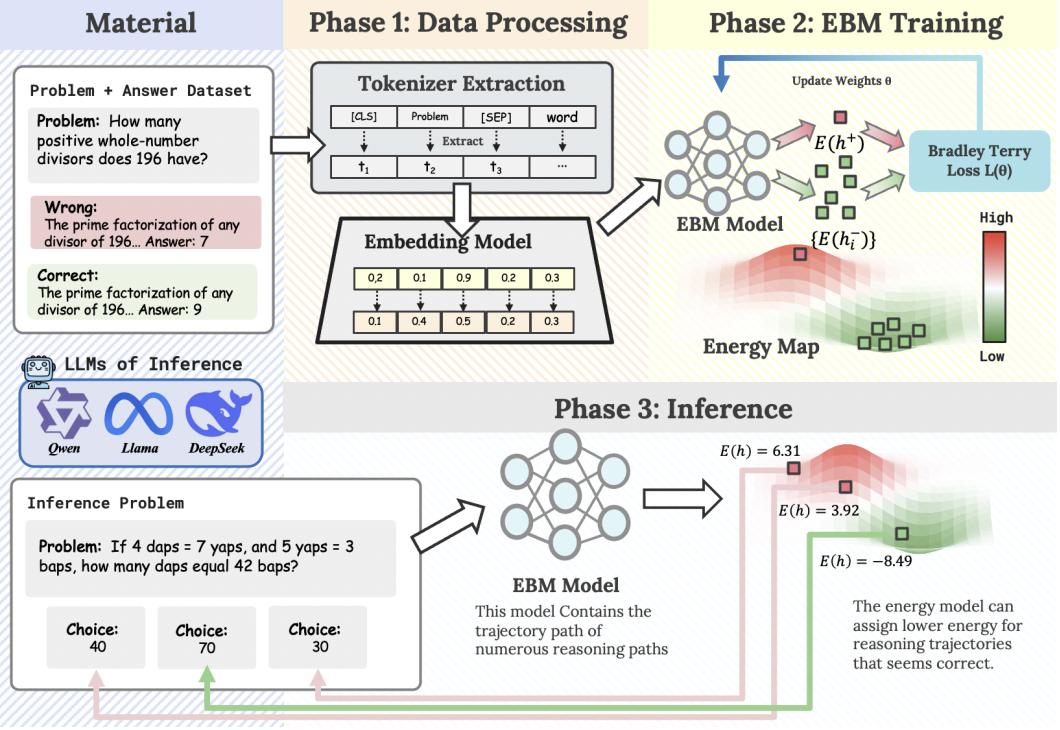 Material
Problem + Answer Dataset
Problem: How many
positive whole-number
divisors does 196 have?
Wrong:
The prime factorization of any
divisor of 196... Answer: 7
Correct:
The prime factorization of any
divisor of 196... Answer: 9
LLMs of Inference
Qwen
Llama
DeepSeek
Phase 1: Data Processing
Tokenizer Extraction
[CLS] Problem [SEP] word
Extract
t₁ t₂ t₃ ...
Embedding Model
0,2 0.1 0.9 0.2 0.3
0.1 0.4 0.5 0.2 0.3
Phase 2: EBM Training
Update Weights θ
E(h⁺)
{E(hᵢ⁻)}
EBM Model
Bradley Terry
Loss L(θ)
High
Low
Energy Map
Phase 3: Inference
Inference Problem
Problem: If 4 daps = 7 yaps, and 5 yaps = 3
baps, how many daps equal 42 baps?
Choice:
40
Choice:
70
Choice:
30
EBM Model
This model Contains the
trajectory path of
numerous reasoning paths
E(h) = 6.31
E(h) = 3.92
E(h) = −8.49
The energy model can
assign lower energy for
reasoning trajectories
that seems correct.